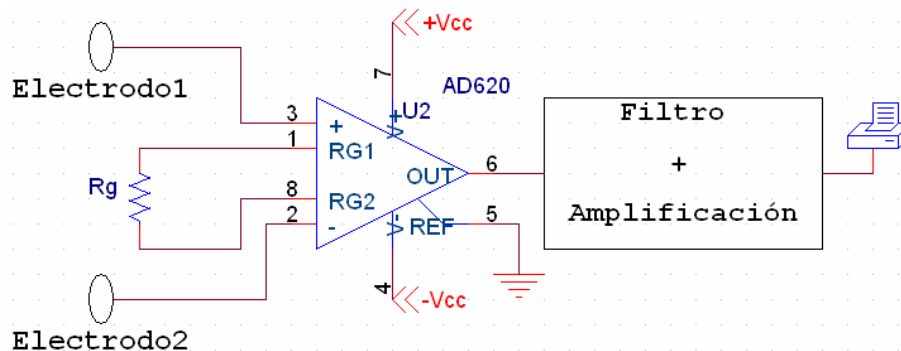 +Vcc
Electrodo1
7
AD620
3
+
V+
U2
1
RG1
Rg
OUT
6
8
RG2
2
-
V-
REF
5
4
-Vcc
Electrodo2
Filtro
+
Amplificación